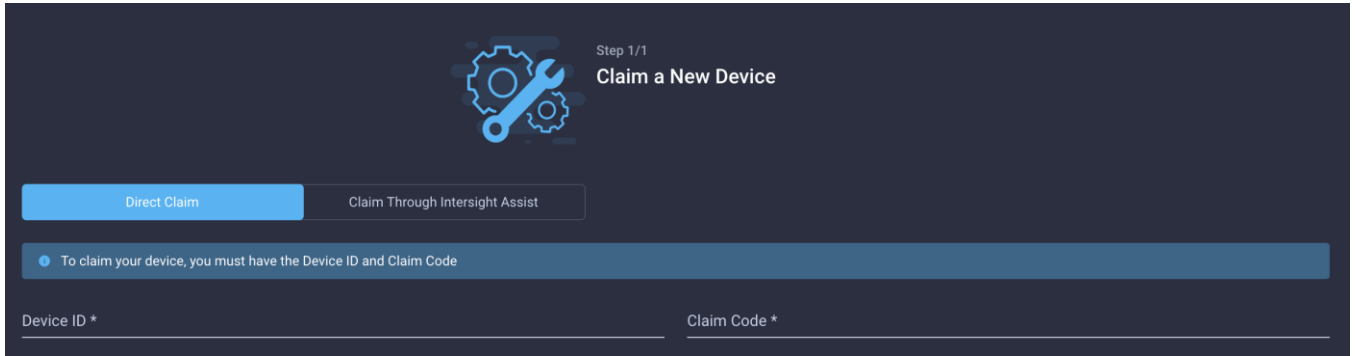 Step 1/1
Claim a New Device
Direct Claim
Claim Through Intersight Assist
To claim your device, you must have the Device ID and Claim Code
Device ID *
Claim Code *